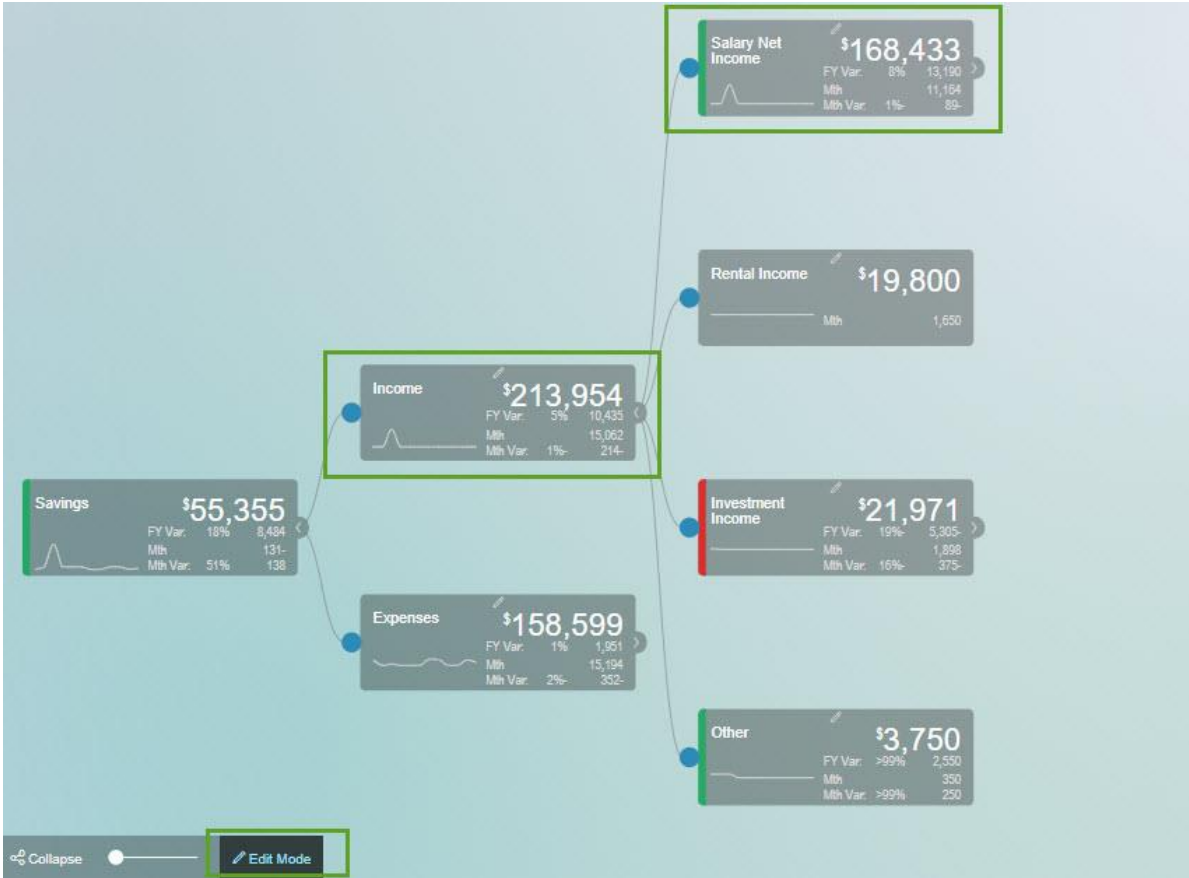 Salary Net Income $168,433
FY Var: 8% 13,190
Mth 11,164
Mth Var: 1%- 89-
Rental Income $19,800
Mth 1,650
Income $213,954
FY Var: 5% 10,435
Mth 15,062
Mth Var: 1%- 214-
Savings $55,355
FY Var: 18% 8,484
Mth 131-
Mth Var: 51% 138
Investment Income $21,971
FY Var: 19%- 5,305-
Mth 1,898
Mth Var: 16%- 375-
Expenses $158,599
FY Var: 1% 1,951
Mth 15,194
Mth Var: 2%- 352-
Other $3,750
FY Var: >99% 2,550
Mth 350
Mth Var: >99% 250
Collapse Edit Mode